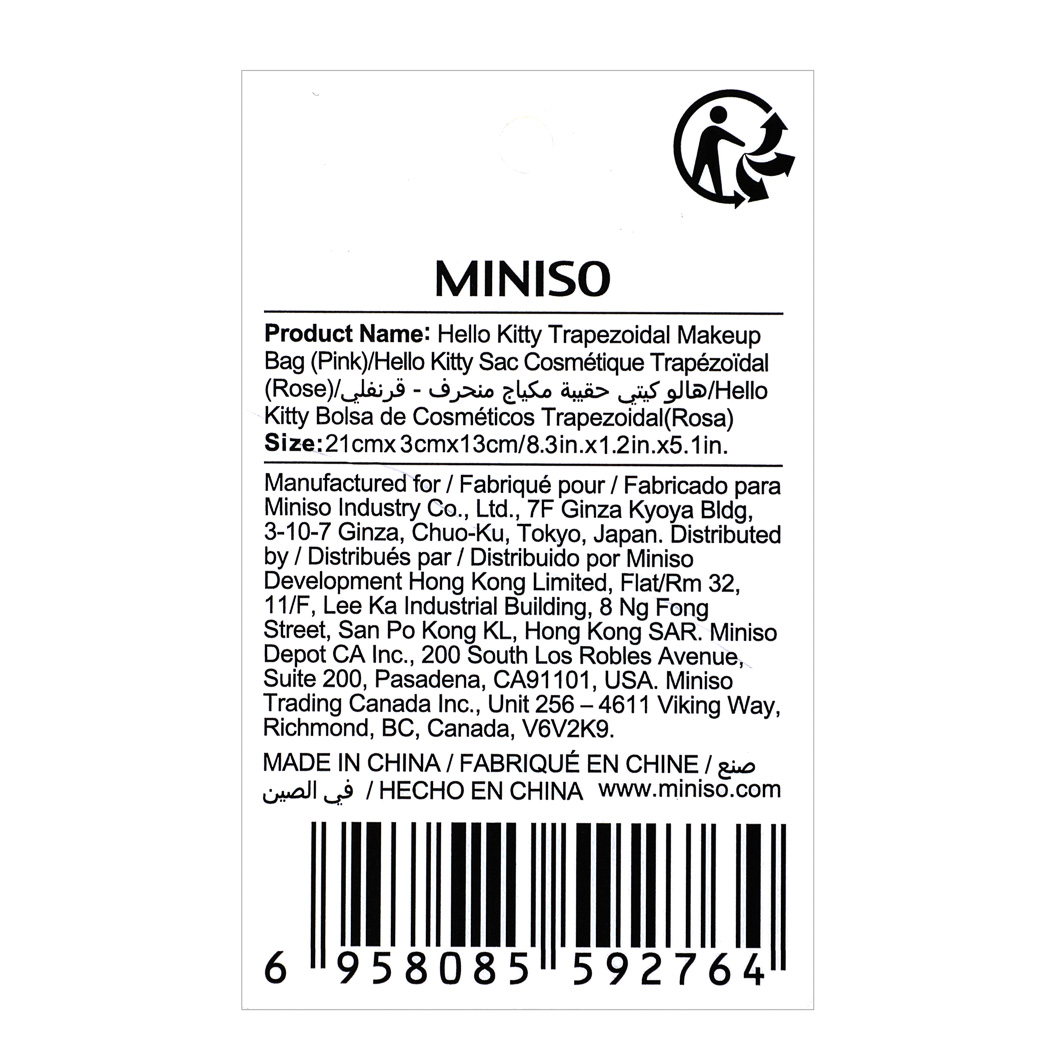 MINISO
Product Name: Hello Kitty Trapezoidal Makeup
Bag (Pink)/Hello Kitty Sac Cosmétique Trapézoïdal
(Rose)/هالو كيتي حقيبة مكياج منحرف - قرنفلي/Hello
Kitty Bolsa de Cosméticos Trapezoidal(Rosa)
Size:21cmx3cmx13cm/8.3in.x1.2in.x5.1in.
Manufactured for / Fabriqué pour / Fabricado para
Miniso Industry Co., Ltd., 7F Ginza Kyoya Bldg,
3-10-7 Ginza, Chuo-Ku, Tokyo, Japan. Distributed
by / Distribués par / Distribuido por Miniso
Development Hong Kong Limited, Flat/Rm 32,
11/F, Lee Ka Industrial Building, 8 Ng Fong
Street, San Po Kong KL, Hong Kong SAR. Miniso
Depot CA Inc., 200 South Los Robles Avenue,
Suite 200, Pasadena, CA91101, USA. Miniso
Trading Canada Inc., Unit 256 – 4611 Viking Way,
Richmond, BC, Canada, V6V2K9.
MADE IN CHINA / FABRIQUÉ EN CHINE / صنع
في الصين / HECHO EN CHINA www.miniso.com
6 958085 592764